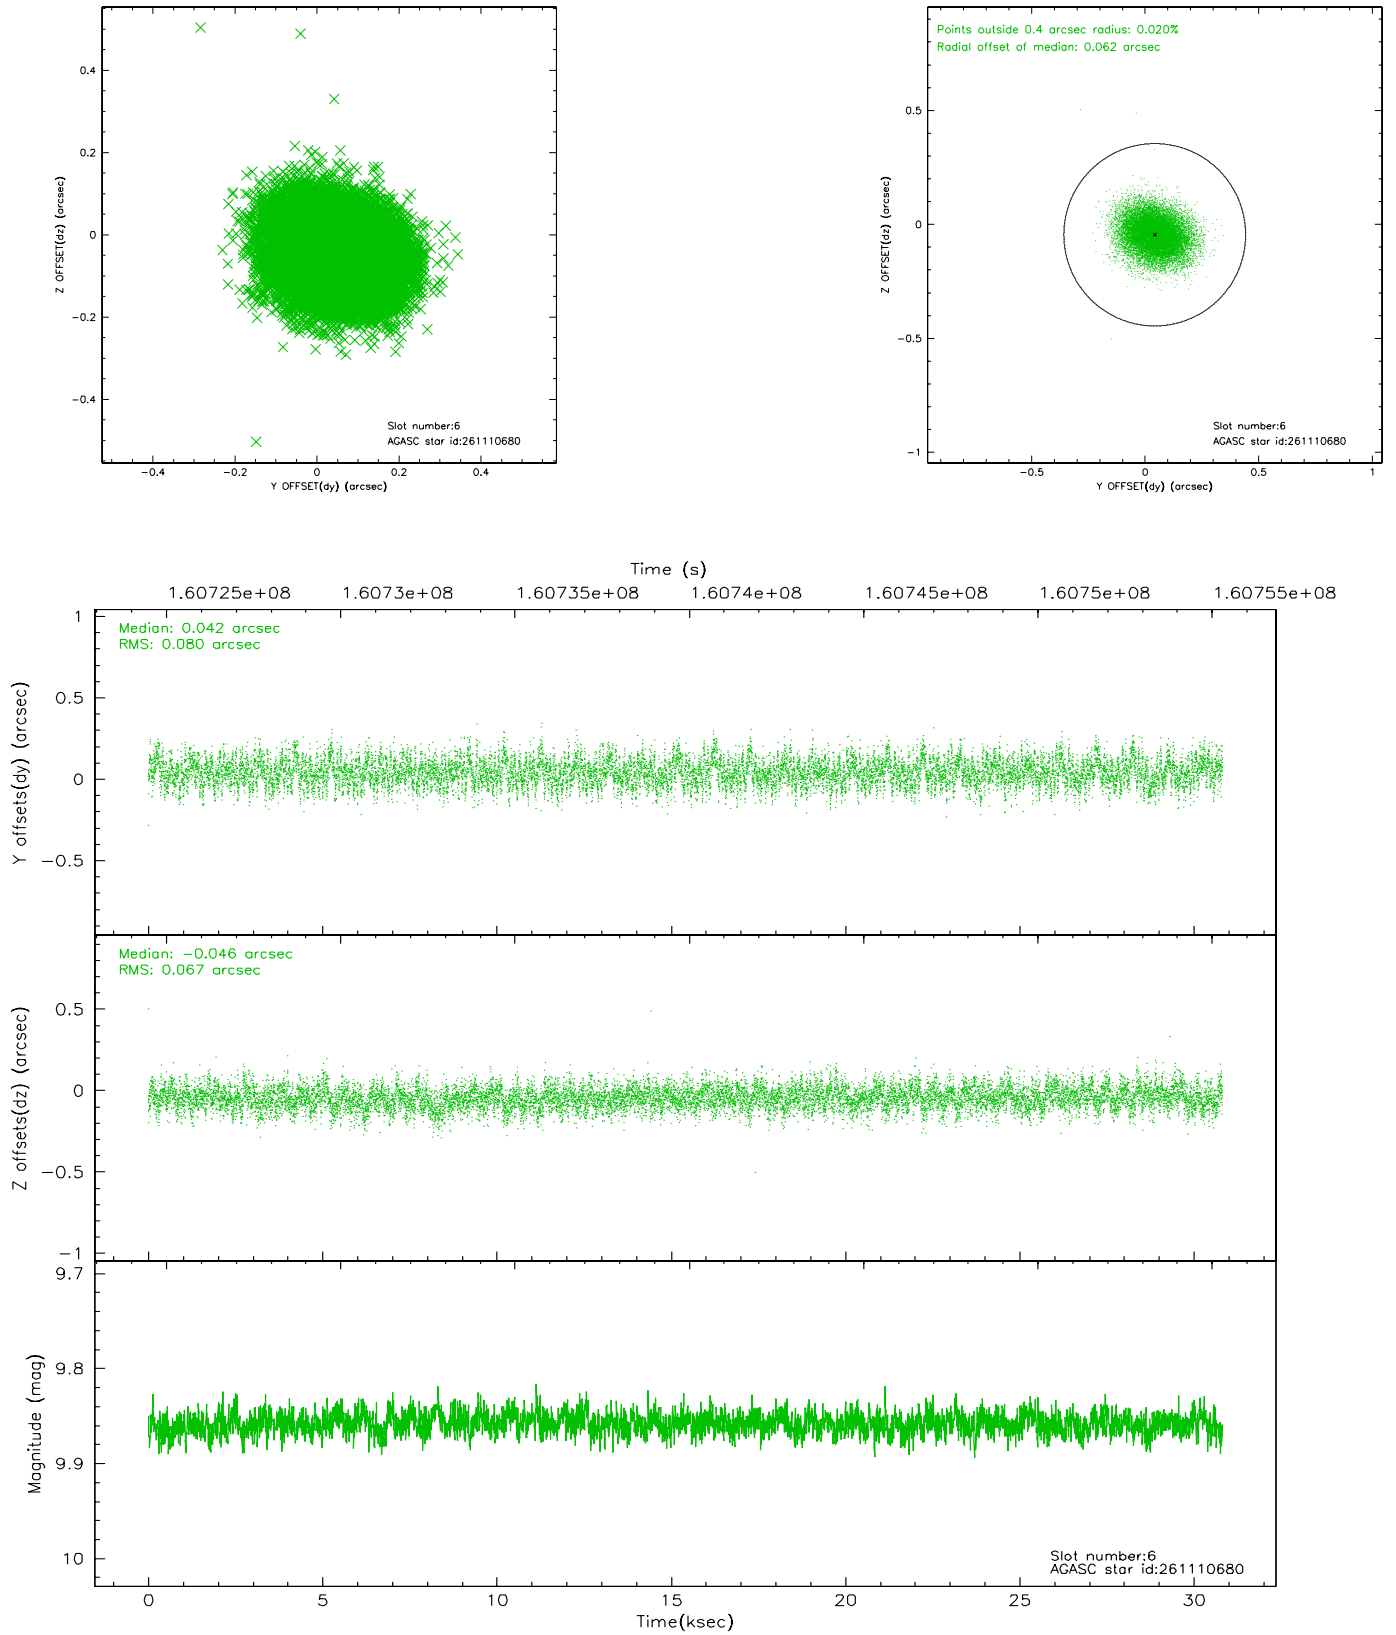 0.4
0.2
0
−0.2
−0.4
Z OFFSET(dz) (arcsec)
Slot number:6
AGASC star id:261110680
−0.4 −0.2 0 0.2 0.4
Y OFFSET(dy) (arcsec)
Points outside 0.4 arcsec radius: 0.020%
Radial offset of median: 0.062 arcsec
0.5
0
−0.5
−1
Z OFFSET(dz) (arcsec)
Slot number:6
AGASC star id:261110680
−0.5 0 0.5 1
Y OFFSET(dy) (arcsec)
Time (s)
1.60725e+08 1.6073e+08 1.60735e+08 1.6074e+08 1.60745e+08 1.6075e+08 1.60755e+08
Median: 0.042 arcsec
RMS: 0.080 arcsec
1
0.5
0
−0.5
Y offsets(dy) (arcsec)
Median: −0.046 arcsec
RMS: 0.067 arcsec
0.5
0
−0.5
−1
Z offsets(dz) (arcsec)
9.7
9.8
9.9
10
Magnitude (mag)
Slot number:6
AGASC star id:261110680
0 5 10 15 20 25 30
Time(ksec)